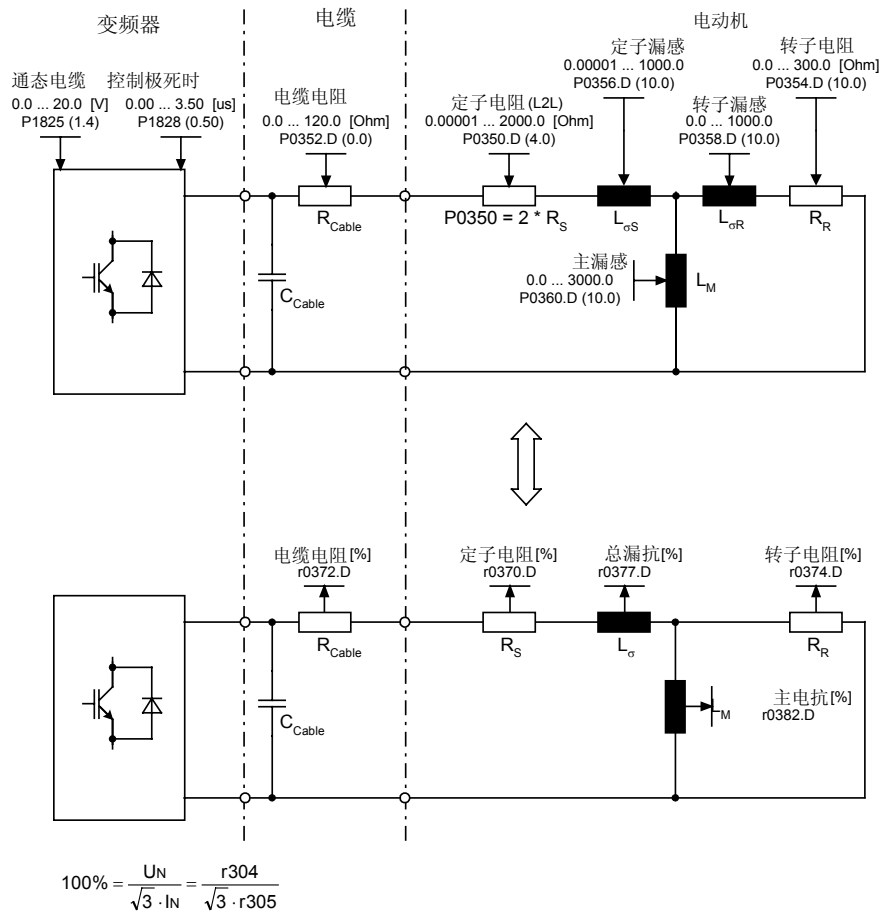 变频器
电缆
电动机
通态电缆
0.0 ... 20.0 [V]
P1825 (1.4)
控制极死时
0.00 ... 3.50 [us]
P1828 (0.50)
电缆电阻
0.0 ... 120.0 [Ohm]
P0352.D (0.0)
定子电阻(L2L)
0.00001 ... 2000.0 [Ohm]
P0350.D (4.0)
定子漏感
0.00001 ... 1000.0
P0356.D (10.0)
转子漏感
0.0 ... 1000.0
P0358.D (10.0)
转子电阻
0.0 ... 300.0 [Ohm]
P0354.D (10.0)
R_Cable
P0350 = 2 * R_S
L_σS
L_σR
R_R
C_Cable
主漏感
0.0 ... 3000.0
P0360.D (10.0)
L_M
电缆电阻[%]
r0372.D
定子电阻[%]
r0370.D
总漏抗[%]
r0377.D
转子电阻[%]
r0374.D
R_Cable
R_S
L_σ
R_R
C_Cable
L_M
主电抗[%]
r0382.D
100% = UN / (√3 · IN) = r304 / (√3 · r305)